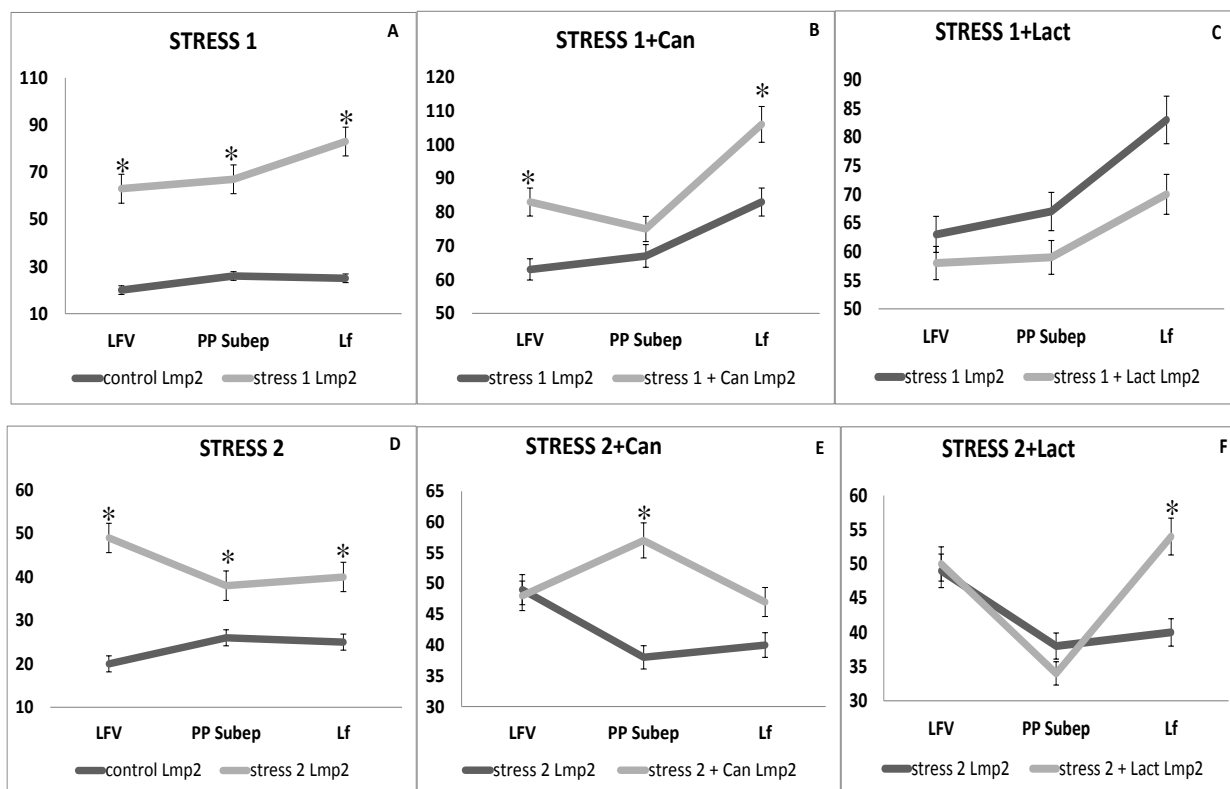 STRESS 1
A
110
90
70
50
30
10
*
*
*
LFV PP Subep Lf
control Lmp2 stress 1 Lmp2
STRESS 1+Can
B
120
110
100
90
80
70
60
50
*
*
LFV PP Subep Lf
stress 1 Lmp2 stress 1 + Can Lmp2
STRESS 1+Lact
C
90
85
80
75
70
65
60
55
50
LFV PP Subep Lf
stress 1 Lmp2 stress 1 + Lact Lmp2
STRESS 2
D
60
50
40
30
20
10
*
*
*
LFV PP Subep Lf
control Lmp2 stress 2 Lmp2
STRESS 2+Can
E
65
60
55
50
45
40
35
30
*
LFV PP Subep Lf
stress 2 Lmp2 stress 2 + Can Lmp2
STRESS 2+Lact
F
60
55
50
45
40
35
30
*
LFV PP Subep Lf
stress 2 Lmp2 stress 2 + Lact Lmp2